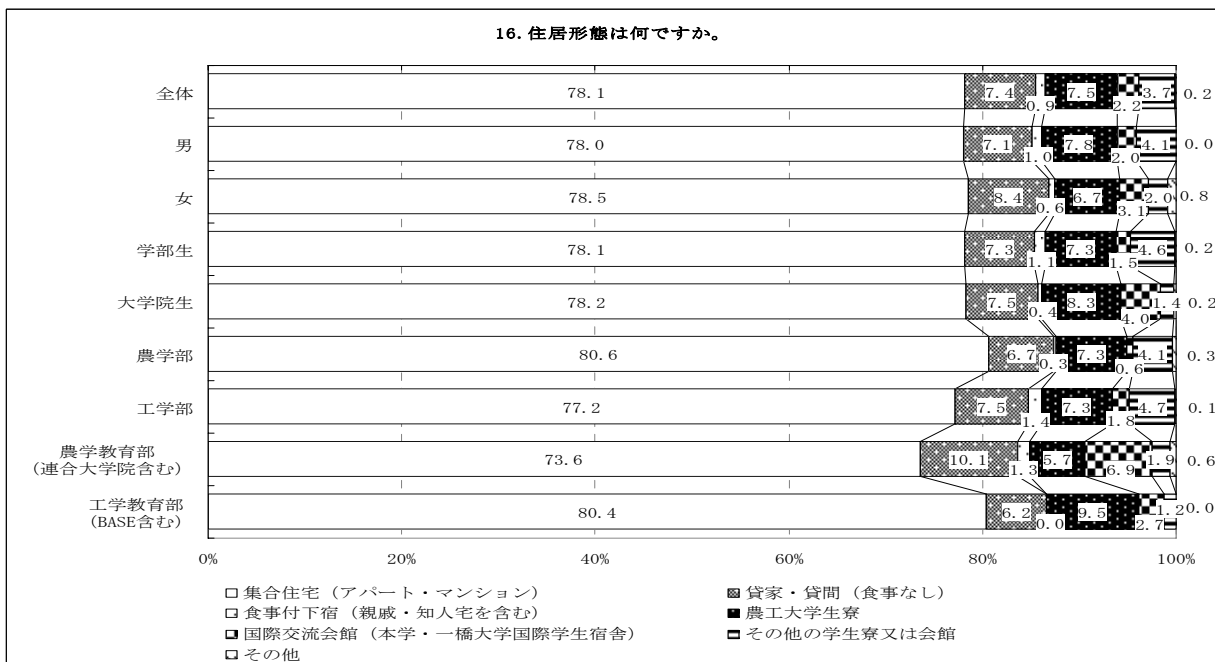 16.住居形態は何ですか。
全体 78.1 7.4 0.9 7.5 2.2 3.7 0.2
男 78.0 7.1 1.0 7.8 2.0 4.1 0.0
女 78.5 8.4 0.6 6.7 3.1 2.0 0.8
学部生 78.1 7.3 1.1 7.3 1.5 4.6 0.2
大学院生 78.2 7.5 0.4 8.3 4.0 1.4 0.2
農学部 80.6 6.7 0.3 7.3 0.6 4.1 0.3
工学部 77.2 7.5 1.4 7.3 1.8 4.7 0.1
農学教育部
(連合大学院含む) 73.6 10.1 1.3 5.7 6.9 1.9 0.6
工学教育部
(BASE含む) 80.4 6.2 0.0 9.5 2.7 1.2 0.0
0% 20% 40% 60% 80% 100%
集合住宅(アパート・マンション) 貸家・貸間(食事なし)
食事付下宿(親戚・知人宅を含む) 農工大学生寮
国際交流会館(本学・一橋大学国際学生宿舎) その他の学生寮又は会館
その他